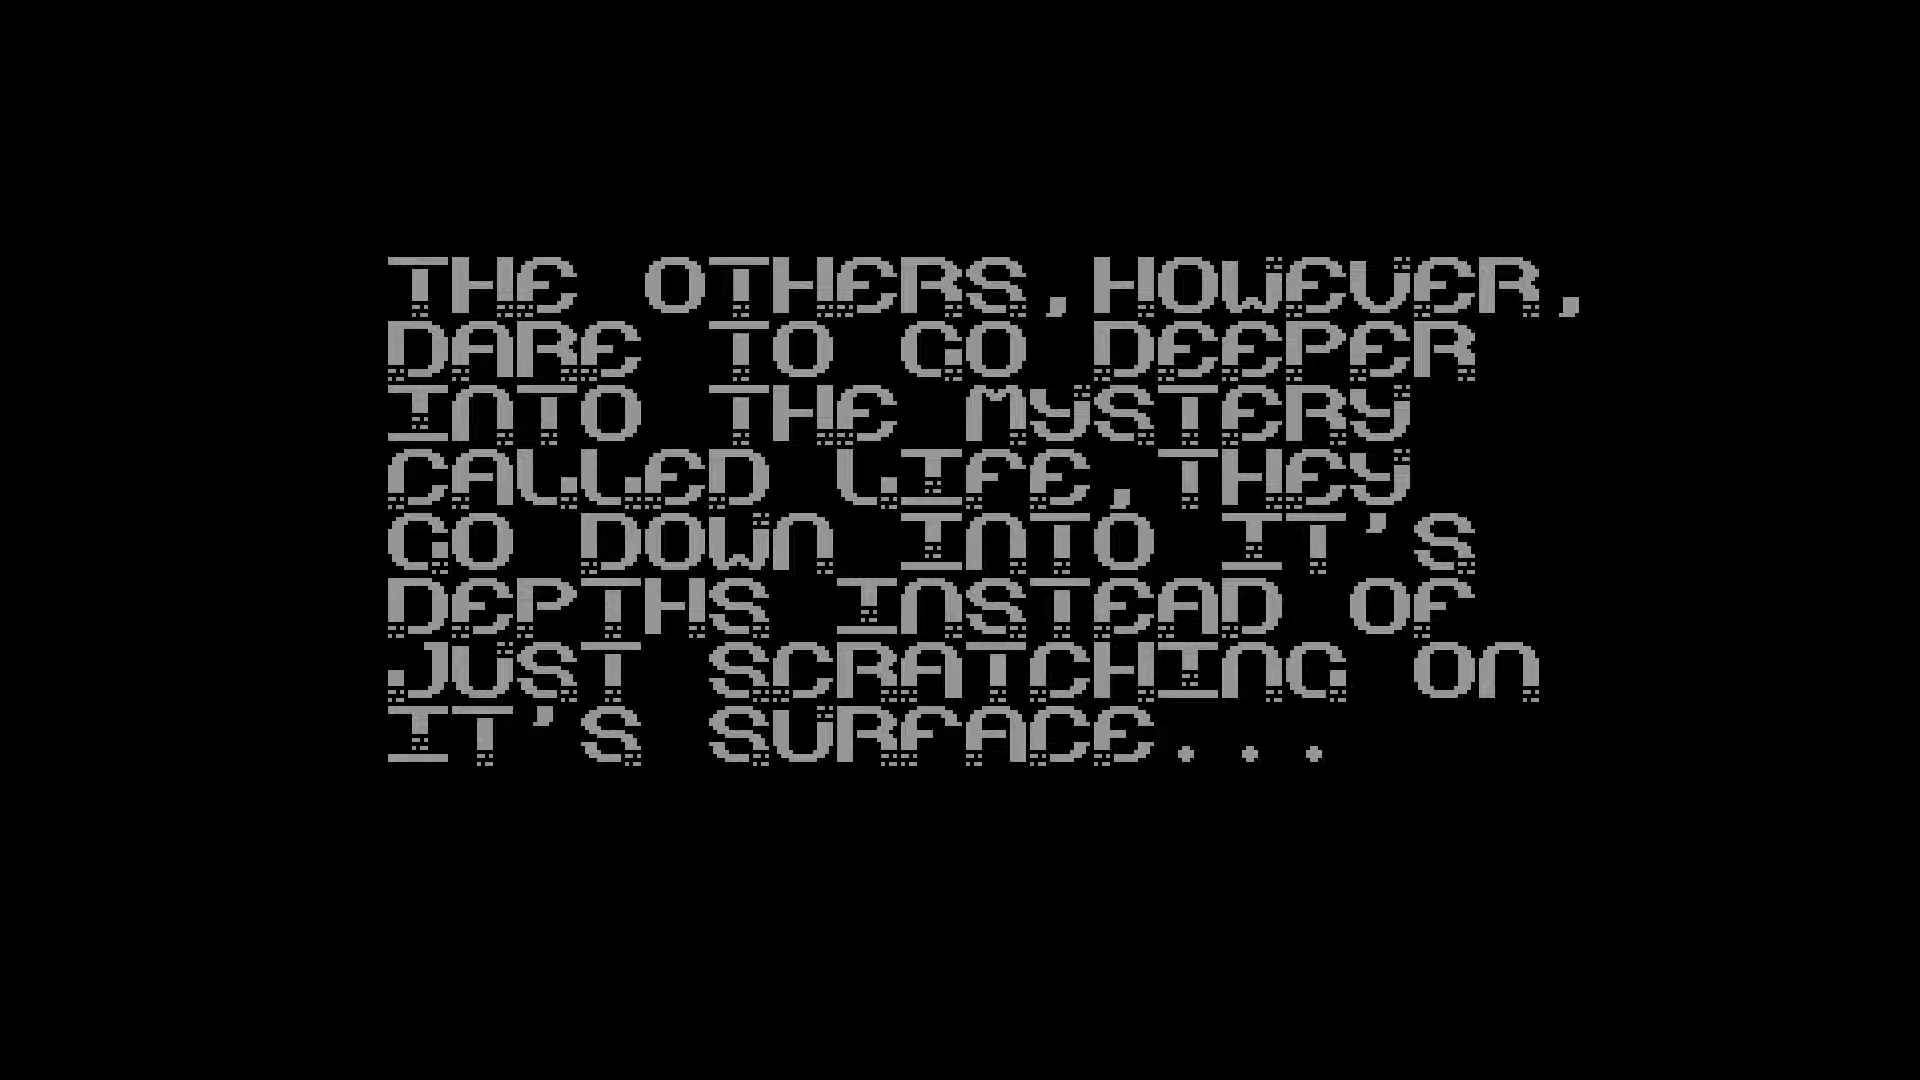 THE OTHERS,HOWEVER,
DARE TO GO DEEPER
INTO THE MYSTERY
CALLED LIFE,THEY
GO DOWN INTO IT'S
DEPTHS INSTEAD OF
JUST SCRATCHING ON
IT'S SURFACE...